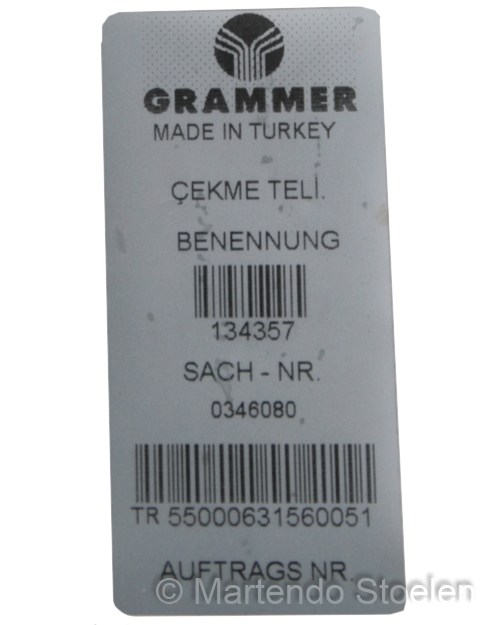 GRAMMER
MADE IN TURKEY
ÇEKME TELİ.
BENENNUNG
134357
SACH - NR.
0346080
TR 55000631560051
AUFTRAGS NR.
© Martendo Stoelen